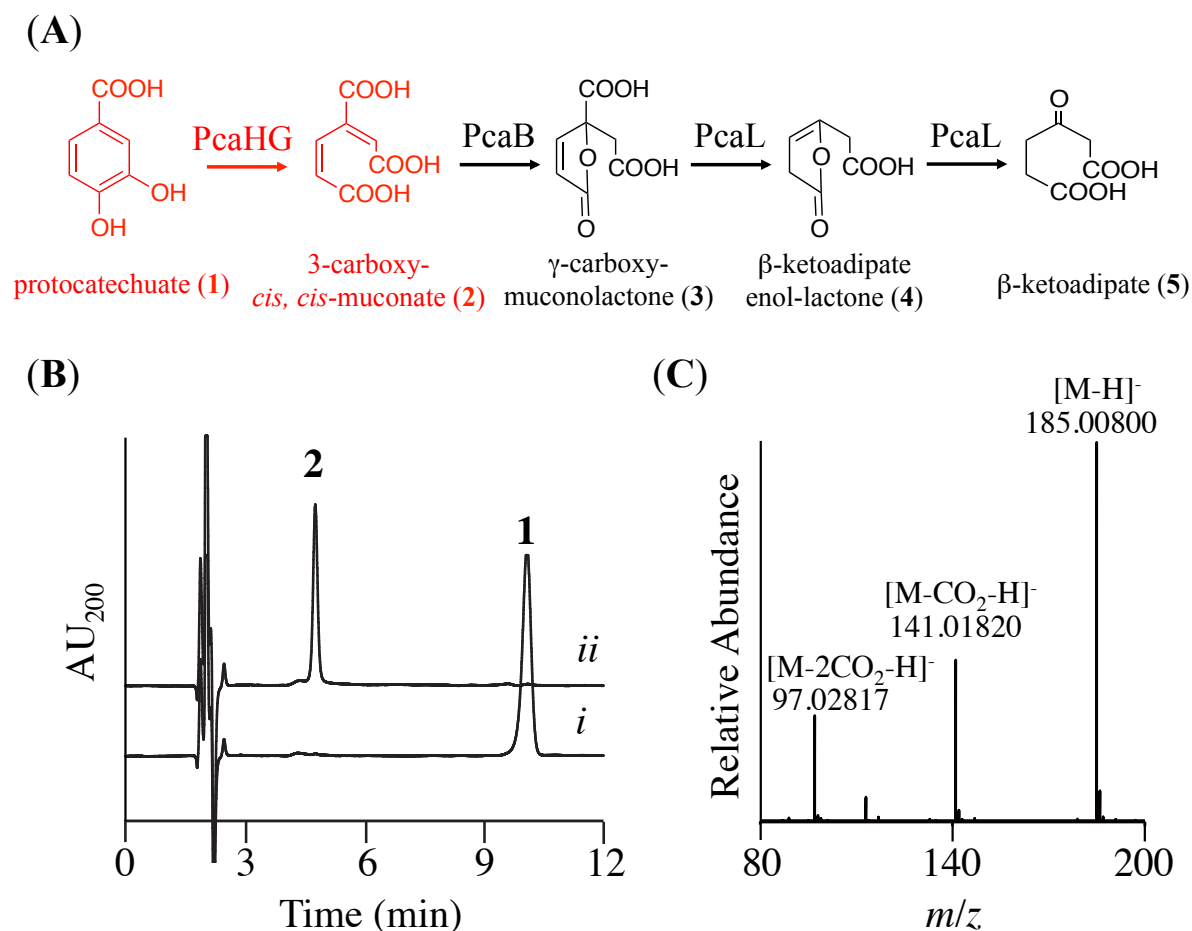 (A)
COOH
OH
OH
PcaHG
COOH
COOH
COOH
PcaB
COOH
O
COOH
O
PcaL
O
COOH
O
PcaL
O
COOH
COOH
protocatechuate (1)
3-carboxy-
cis, cis-muconate (2)
γ-carboxy-
muconolactone (3)
β-ketoadipate
enol-lactone (4)
β-ketoadipate (5)
(B)
AU₂₀₀
2
1
ii
i
0 3 6 9 12
Time (min)
(C)
Relative Abundance
[M-H]⁻
185.00800
[M-CO₂-H]⁻
141.01820
[M-2CO₂-H]⁻
97.02817
80 140 200
m/z